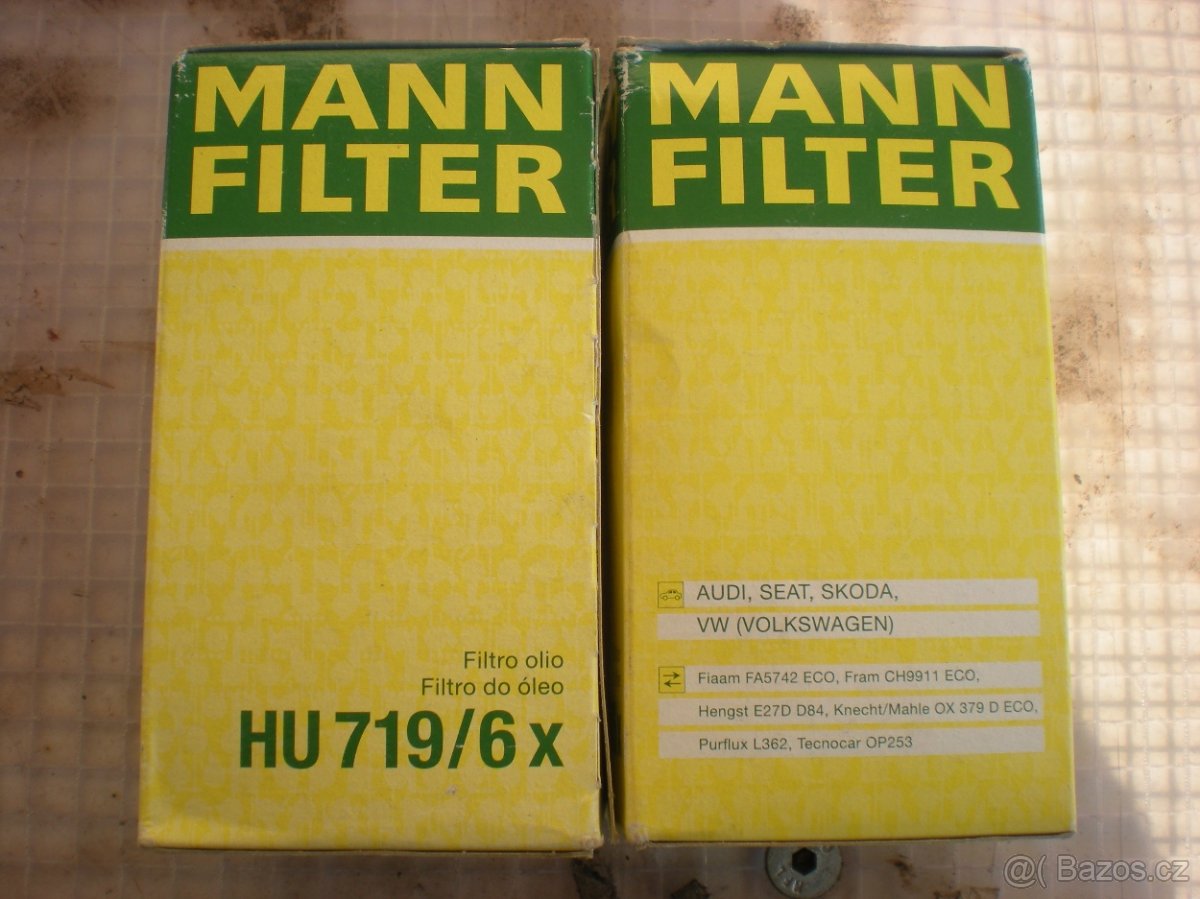 MANN
FILTER
Filtro olio
Filtro do óleo
HU 719/6 x
MANN
FILTER
AUDI, SEAT, SKODA,
VW (VOLKSWAGEN)
Fiaam FA5742 ECO, Fram CH9911 ECO,
Hengst E27D D84, Knecht/Mahle OX 379 D ECO,
Purflux L362, Tecnocar OP253
@( Bazos.cz